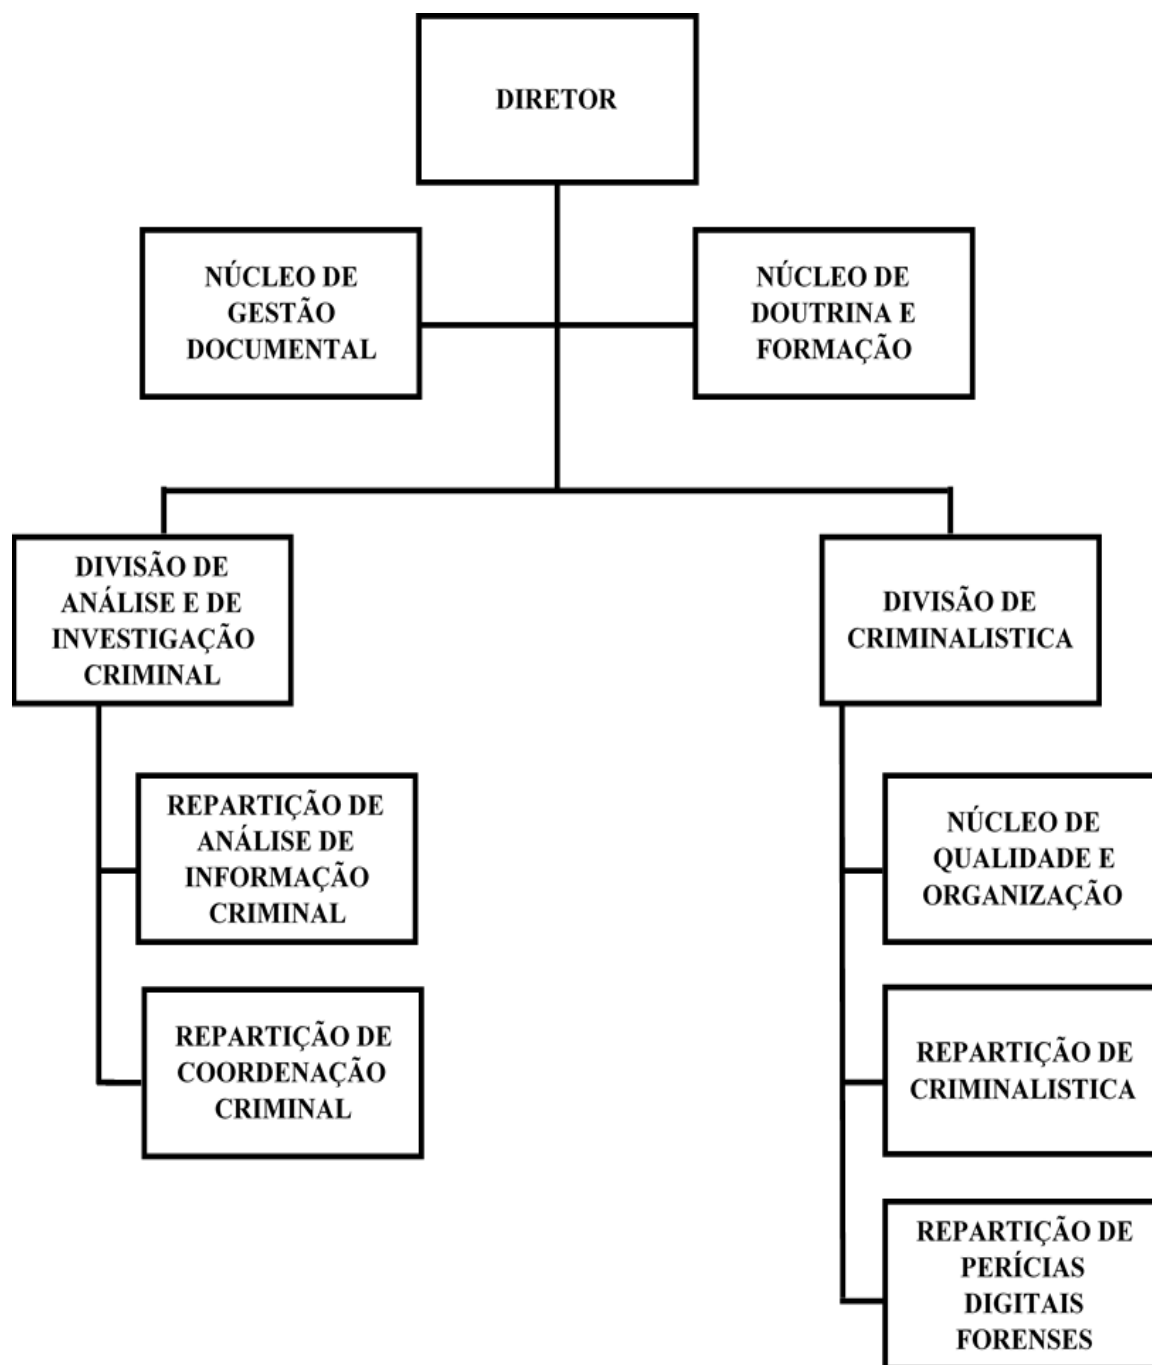 DIRETOR
NÚCLEO DE
GESTÃO
DOCUMENTAL
NÚCLEO DE
DOUTRINA E
FORMAÇÃO
DIVISÃO DE
ANÁLISE E DE
INVESTIGAÇÃO
CRIMINAL
DIVISÃO DE
CRIMINALISTICA
REPARTIÇÃO DE
ANÁLISE DE
INFORMAÇÃO
CRIMINAL
NÚCLEO DE
QUALIDADE E
ORGANIZAÇÃO
REPARTIÇÃO DE
COORDENAÇÃO
CRIMINAL
REPARTIÇÃO DE
CRIMINALISTICA
REPARTIÇÃO DE
PERÍCIAS
DIGITAIS
FORENSES